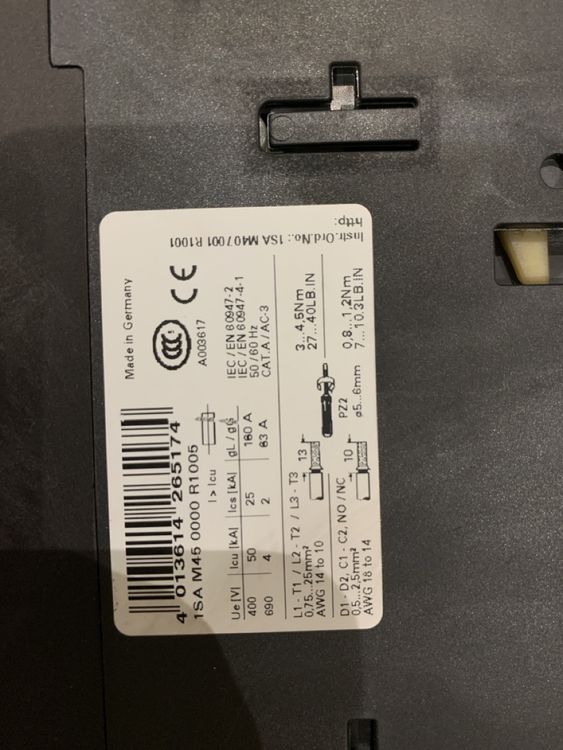 4 013614 265174
1SA M45 0000 R1005
Made in Germany
CCC
CE
A003617
I > Icu
Ue [V] Icu [kA] Ics [kA] gL / gG
400 50 25 160 A
690 4 2 63 A
IEC / EN 60947-2
IEC / EN 60947-4-1
50 / 60 Hz
CAT.A / AC-3
L1 - T1 / L2 - T2 / L3 - T3
0,75...25mm²
AWG 14 to 10
13
3...4,5Nm
27...40LB.IN
D1 - D2, C1 - C2, NO / NC
0,5...2,5mm²
AWG 18 to 14
10
PZ2
ø5...6mm
0,8...1,2Nm
7...10.3LB.IN
Instr.Ord.No.: 1SA M407001 R1001
http: